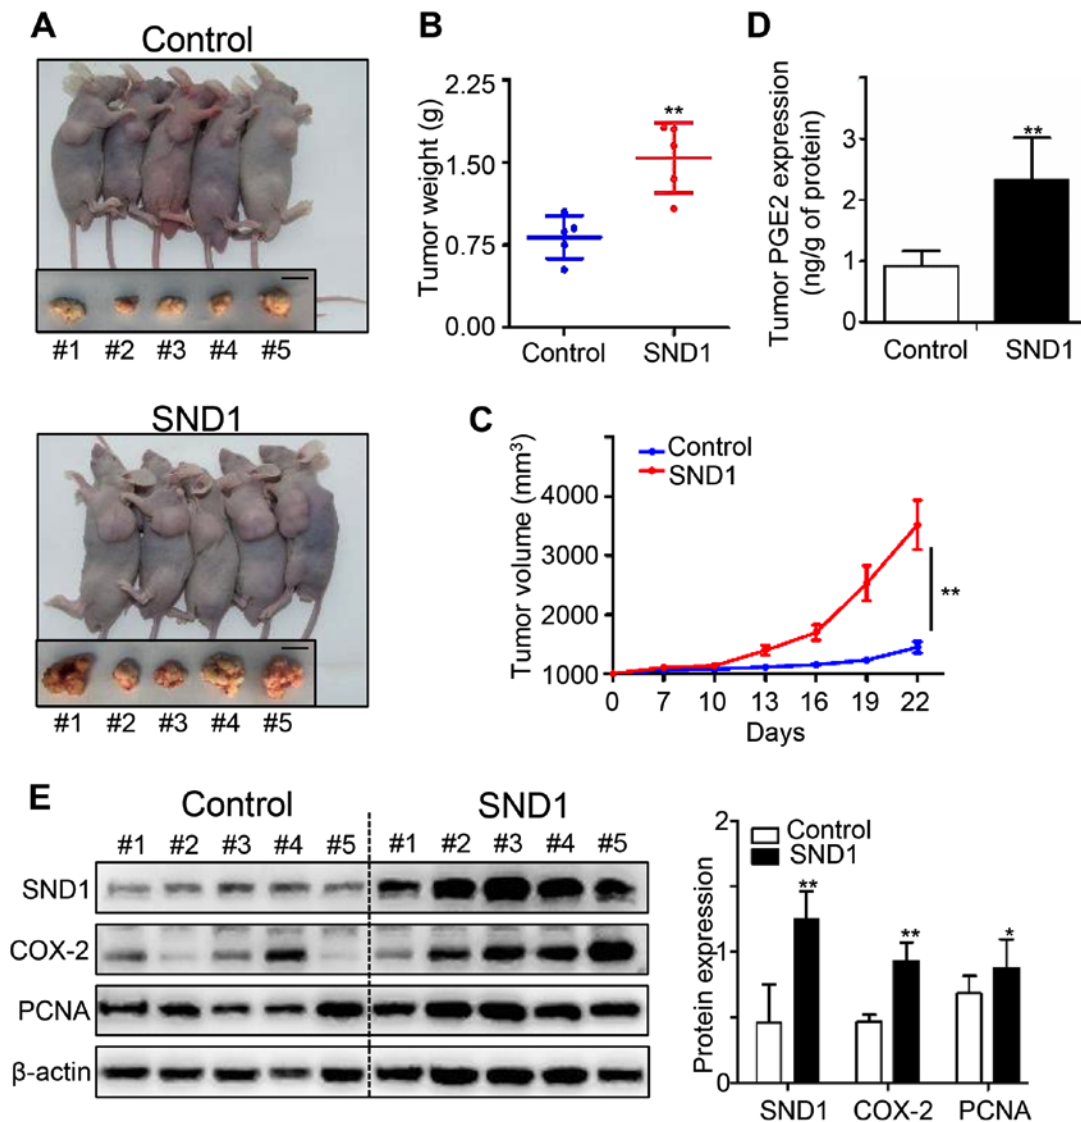 A
Control
#1 #2 #3 #4 #5
SND1
#1 #2 #3 #4 #5
B
Tumor weight (g)
2.25
1.50
0.75
0.00
**
Control SND1
D
Tumor PGE2 expression
(ng/g of protein)
3
2
1
0
**
Control SND1
C
Tumor volume (mm³)
Control
SND1
4000
3000
2000
1000
**
0 7 10 13 16 19 22
Days
E
Control SND1
#1 #2 #3 #4 #5 #1 #2 #3 #4 #5
SND1
COX-2
PCNA
β-actin
Protein expression
2
1
0
Control
SND1
** ** *
SND1 COX-2 PCNA